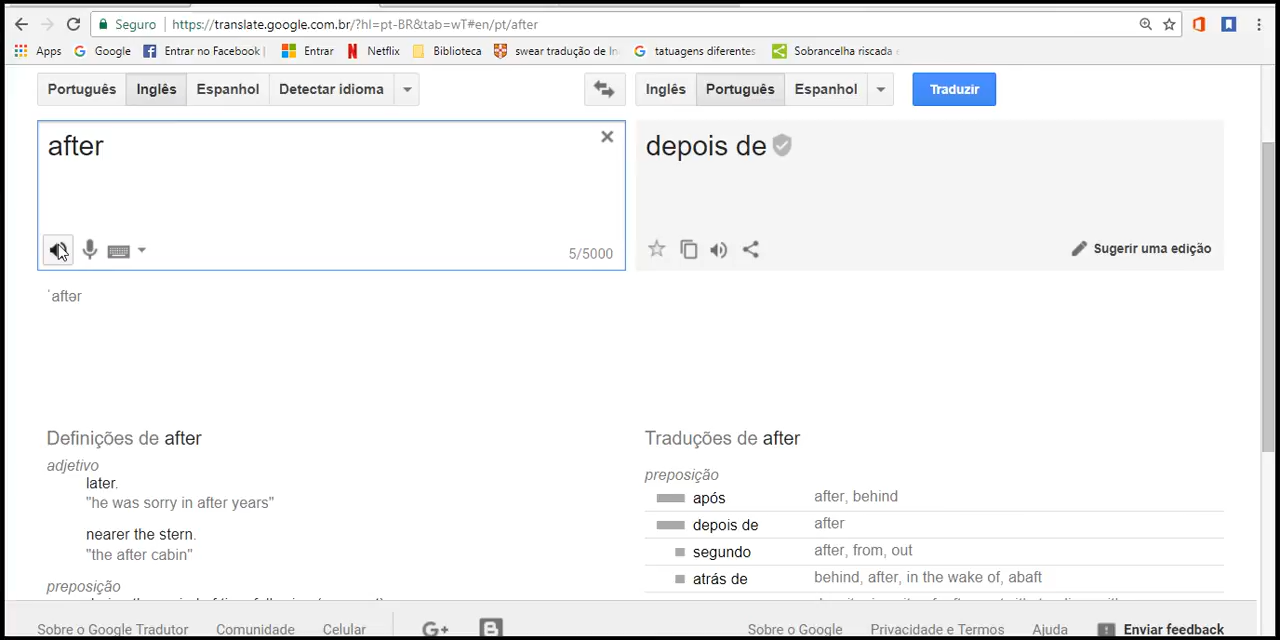 Seguro | https://translate.google.com.br/?hl=pt-BR&tab=wT#en/pt/after
Apps Google Entrar no Facebook | Entrar Netflix Biblioteca swear tradução de In tatuagens diferentes Sobrancelha riscada
Português Inglês Espanhol Detectar idioma Inglês Português Espanhol Traduzir
after depois de
5/5000 Sugerir uma edição
ˈaftər
Definições de after Traduções de after
adjetivo preposição
later. após after, behind
"he was sorry in after years" depois de after
nearer the stern. segundo after, from, out
"the after cabin" atrás de behind, after, in the wake of, abaft
preposição
Sobre o Google Tradutor Comunidade Celular G+ B Sobre o Google Privacidade e Termos Ajuda Enviar feedback